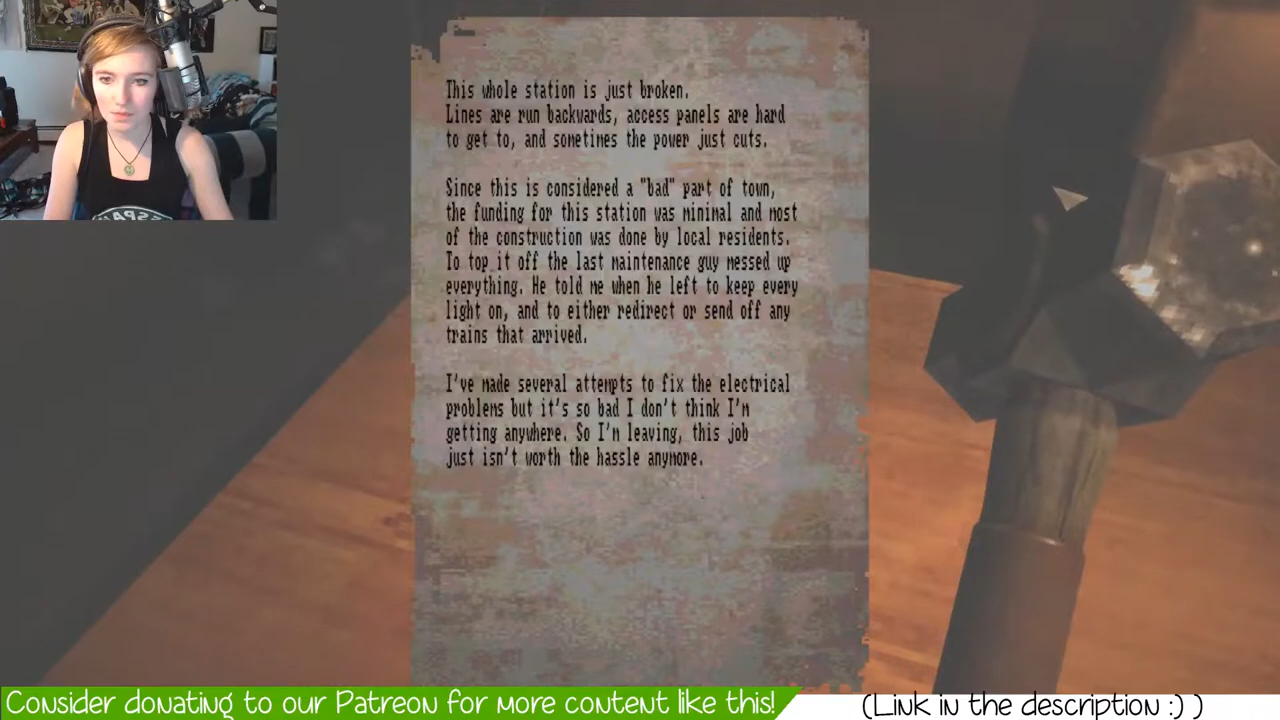 This whole station is just broken.
Lines are run backwards, access panels are hard
to get to, and sometimes the power just cuts.
Since this is considered a "bad" part of town,
the funding for this station was minimal and most
of the construction was done by local residents.
To top it off the last maintenance guy messed up
everything. He told me when he left to keep every
light on, and to either redirect or send off any
trains that arrived.
I've made several attempts to fix the electrical
problems but it's so bad I don't think I'm
getting anywhere. So I'm leaving, this job
just isn't worth the hassle anymore.
Consider donating to our Patreon for more content like this!
(Link in the description :) )